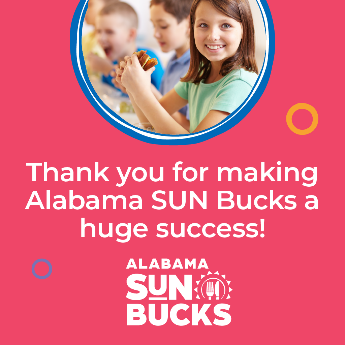 Thank you for making
Alabama SUN Bucks a
huge success!
ALABAMA
SUN
BUCKS